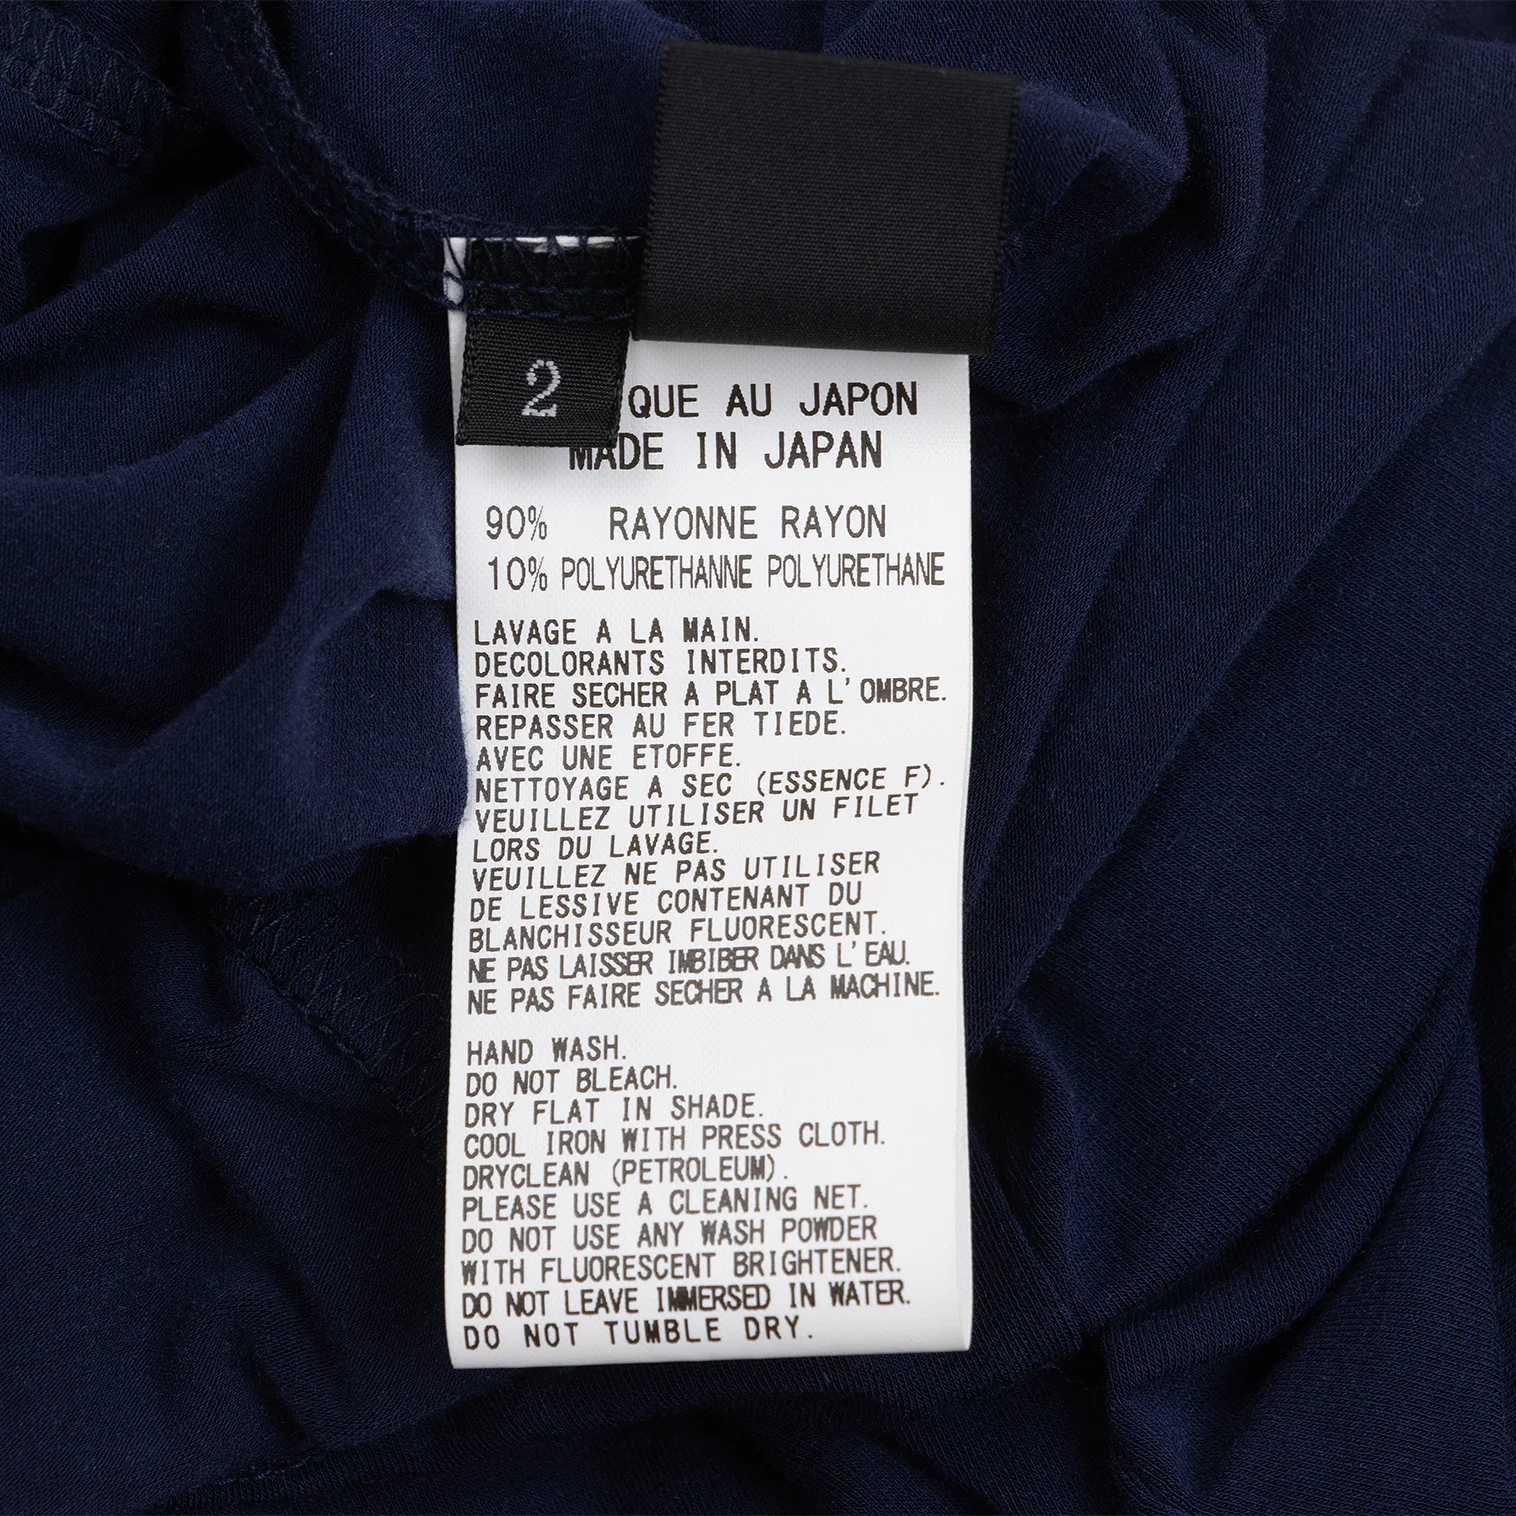 2
QUE AU JAPON
MADE IN JAPAN
90% RAYONNE RAYON
10% POLYURETHANNE POLYURETHANE
LAVAGE A LA MAIN.
DECOLORANTS INTERDITS.
FAIRE SECHER A PLAT A L'OMBRE.
REPASSER AU FER TIEDE.
AVEC UNE ETOFFE.
NETTOYAGE A SEC (ESSENCE F).
VEUILLEZ UTILISER UN FILET
LORS DU LAVAGE.
VEUILLEZ NE PAS UTILISER
DE LESSIVE CONTENANT DU
BLANCHISSEUR FLUORESCENT.
NE PAS LAISSER IMBIBER DANS L'EAU.
NE PAS FAIRE SECHER A LA MACHINE.
HAND WASH.
DO NOT BLEACH.
DRY FLAT IN SHADE.
COOL IRON WITH PRESS CLOTH.
DRYCLEAN (PETROLEUM).
PLEASE USE A CLEANING NET.
DO NOT USE ANY WASH POWDER
WITH FLUORESCENT BRIGHTENER.
DO NOT LEAVE IMMERSED IN WATER.
DO NOT TUMBLE DRY.